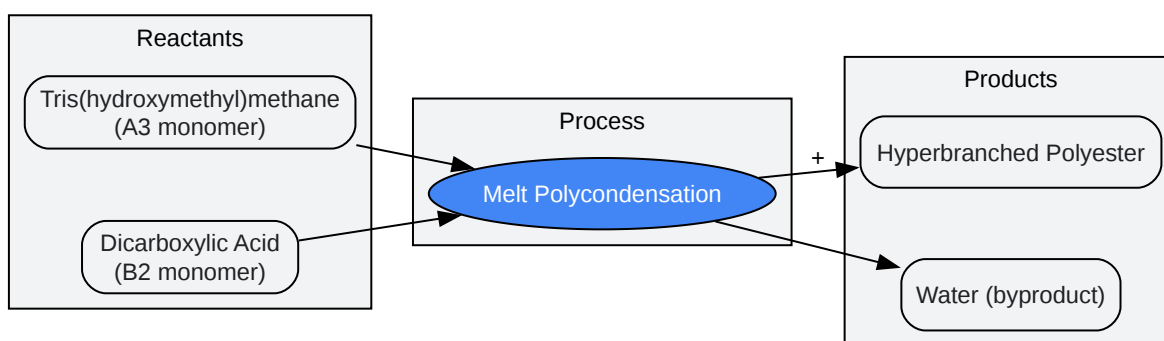 Reactants
Tris(hydroxymethyl)methane
(A3 monomer)
Dicarboxylic Acid
(B2 monomer)
Process
Melt Polycondensation
+
Products
Hyperbranched Polyester
Water (byproduct)